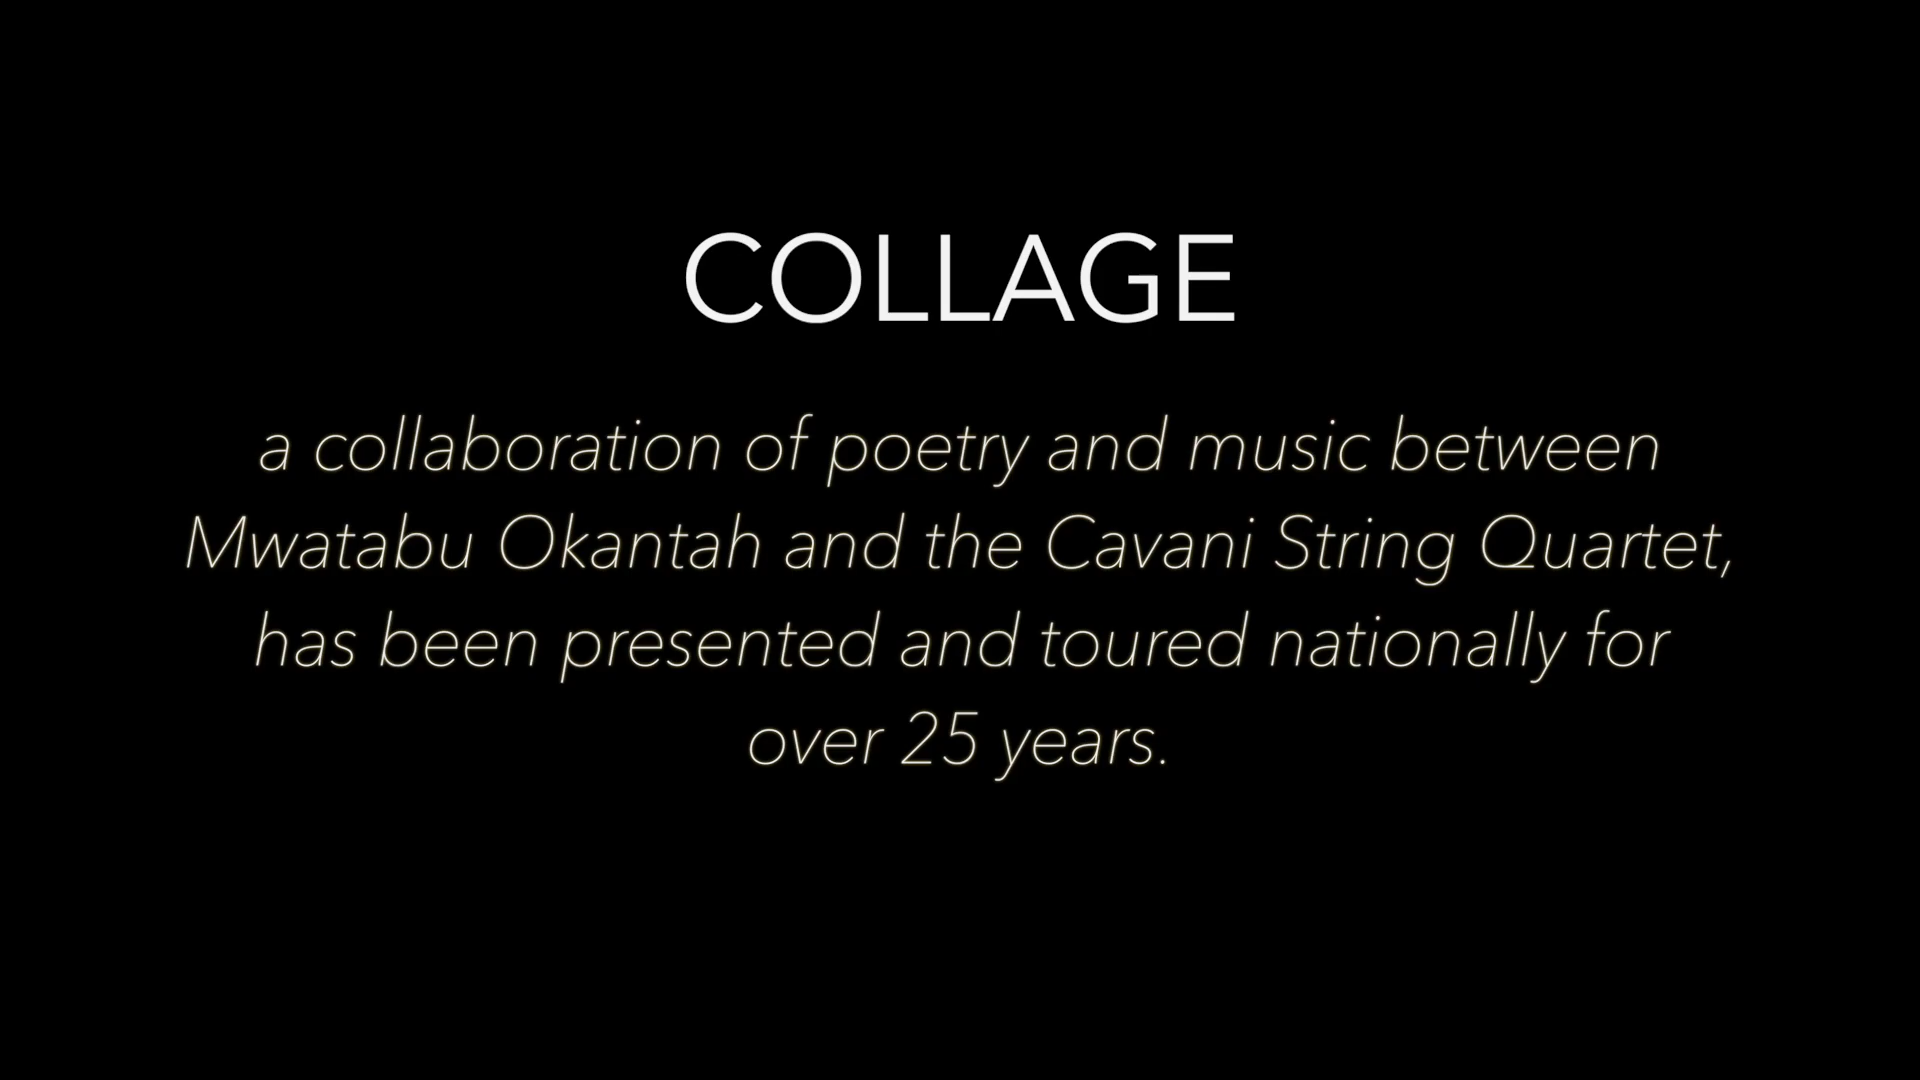 COLLAGE
a collaboration of poetry and music between
Mwatabu Okantah and the Cavani String Quartet,
has been presented and toured nationally for
over 25 years.